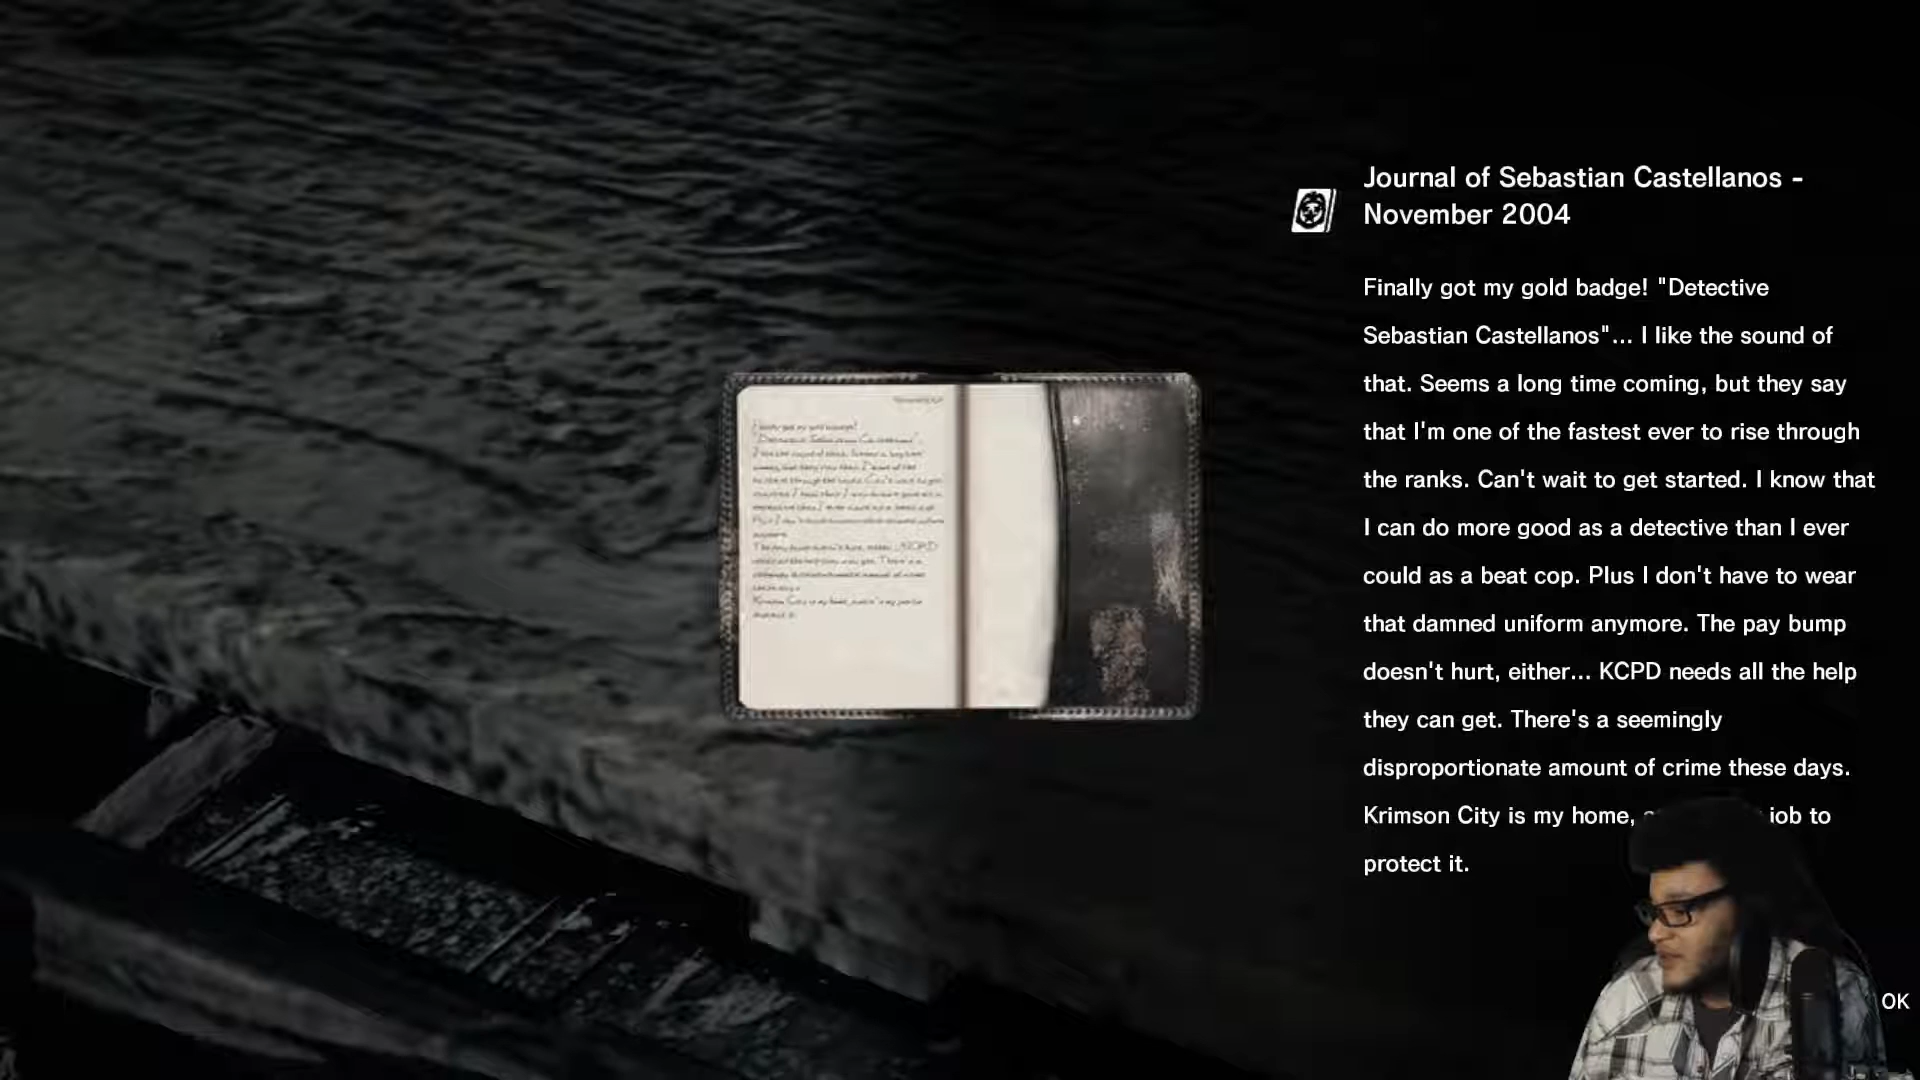 Journal of Sebastian Castellanos -
November 2004
Finally got my gold badge! "Detective
Sebastian Castellanos"... I like the sound of
that. Seems a long time coming, but they say
that I'm one of the fastest ever to rise through
the ranks. Can't wait to get started. I know that
I can do more good as a detective than I ever
could as a beat cop. Plus I don't have to wear
that damned uniform anymore. The pay bump
doesn't hurt, either... KCPD needs all the help
they can get. There's a seemingly
disproportionate amount of crime these days.
Krimson City is my home, job to
protect it.
OK